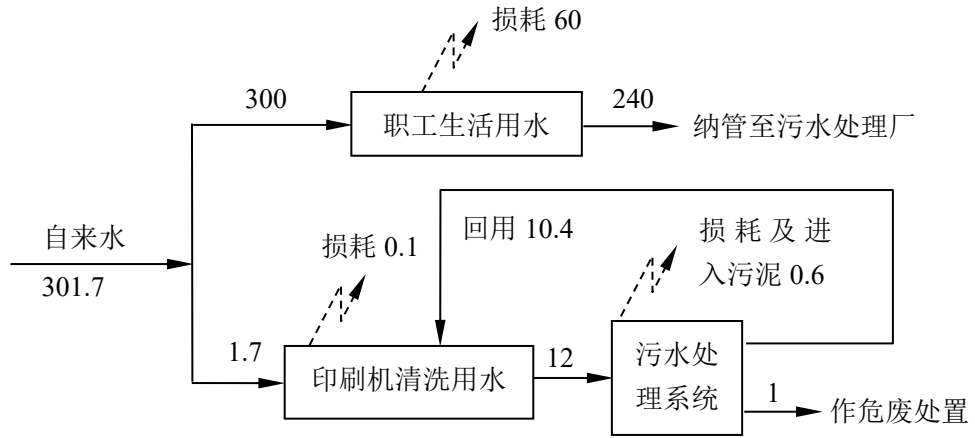 损耗 60
300
职工生活用水
240
纳管至污水处理厂
自来水
301.7
损耗 0.1
回用 10.4
损耗及进
入污泥 0.6
1.7
印刷机清洗用水
12
污水处
理系统
1
作危废处置